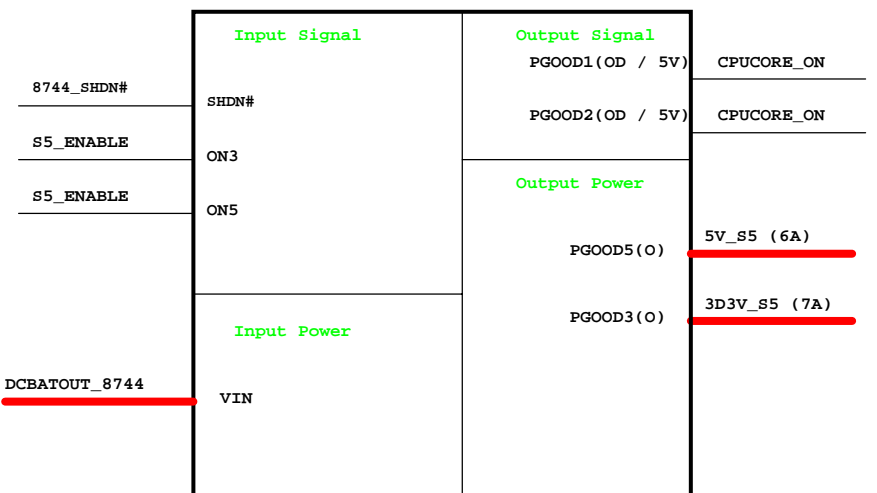 Input Signal
Output Signal
PGOOD1(OD / 5V)
CPUCORE_ON
8744_SHDN#
SHDN#
PGOOD2(OD / 5V)
CPUCORE_ON
S5_ENABLE
ON3
Output Power
S5_ENABLE
ON5
5V_S5 (6A)
PGOOD5(O)
3D3V_S5 (7A)
PGOOD3(O)
Input Power
DCBATOUT_8744
VIN